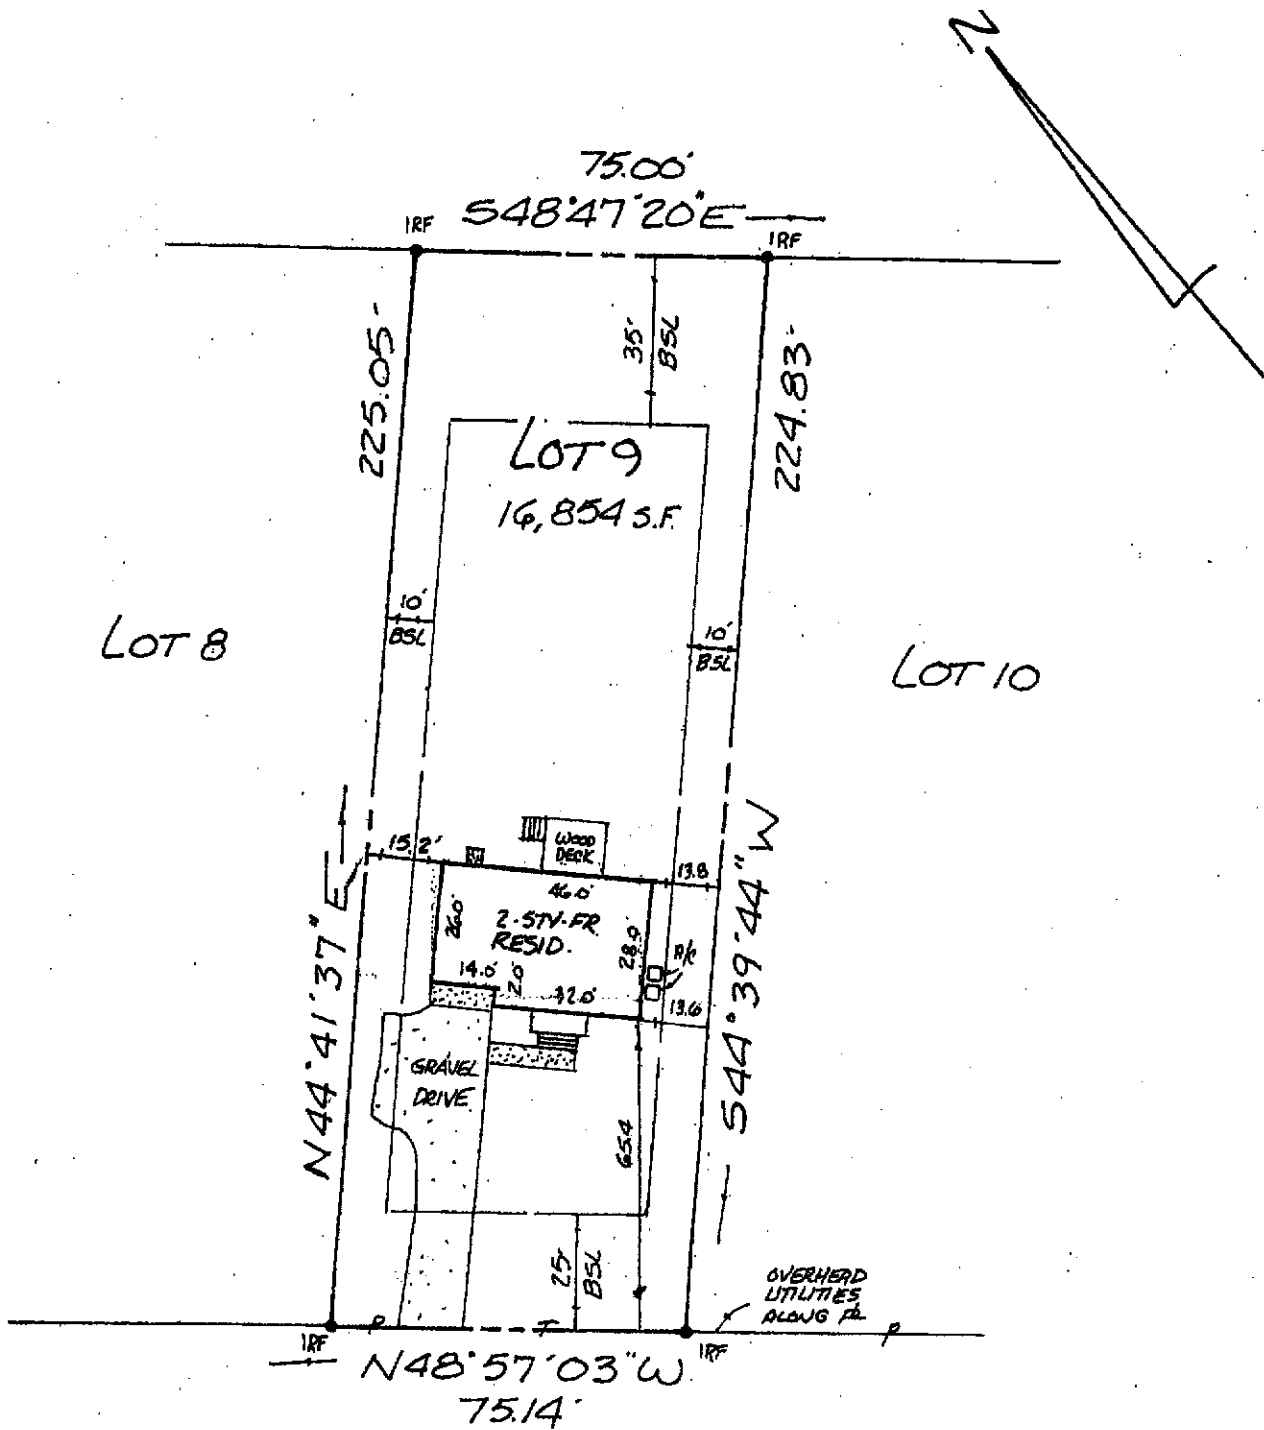 N
75.00'
S48°47'20"E
IRF
IRF
225.05'
35'
BSL
224.83'
LOT 9
16,854 S.F.
10'
BSL
10'
BSL
LOT 8
LOT 10
15.2'
WOOD
DECK
13.8
46.0'
26.0'
2-STY-FR
RESID.
28.0'
A/C
14.0'
2.0'
32.0'
13.6
N44°41'37"E
S44°39'44"W
GRAVEL
DRIVE
65.4
25'
BSL
OVERHEAD
UTILITIES
ALONG PL
P
T
P
IRF
IRF
N48°57'03"W
75.14'